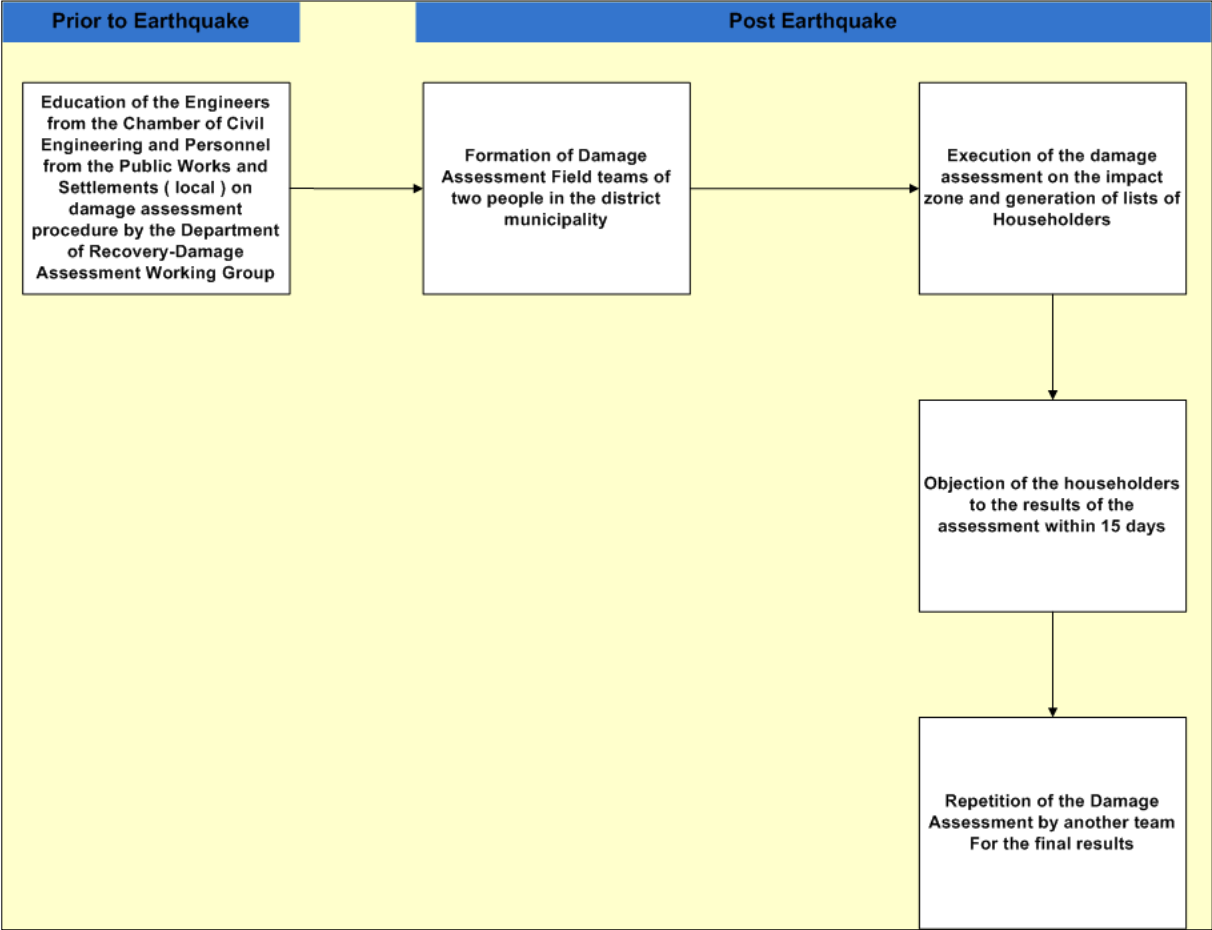 Prior to Earthquake
Post Earthquake
Education of the Engineers
from the Chamber of Civil
Engineering and Personnel
from the Public Works and
Settlements ( local ) on
damage assessment
procedure by the Department
of Recovery-Damage
Assessment Working Group
Formation of Damage
Assessment Field teams of
two people in the district
municipality
Execution of the damage
assessment on the impact
zone and generation of lists of
Householders
Objection of the householders
to the results of the
assessment within 15 days
Repetition of the Damage
Assessment by another team
For the final results